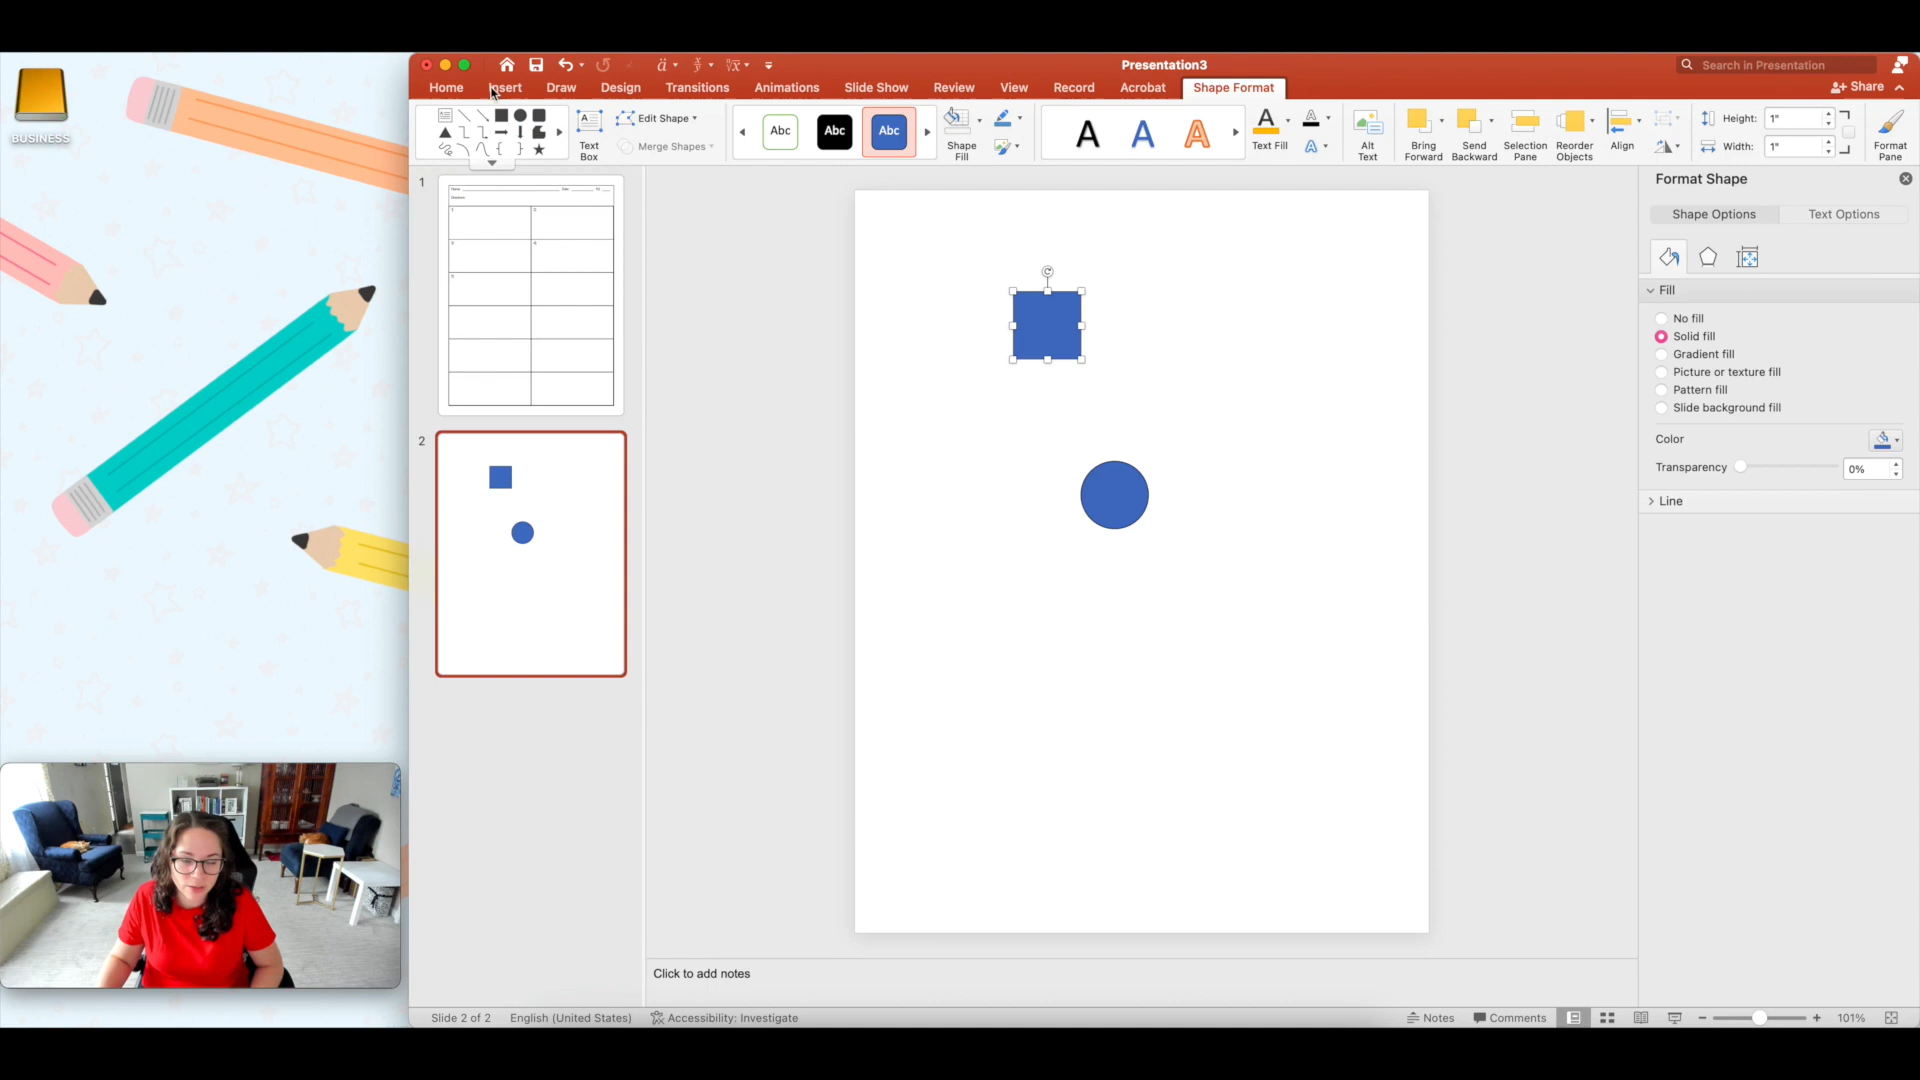 Presentation3
Search in Presentation
Home Insert Draw Design Transitions Animations Slide Show Review View Record Acrobat Shape Format
Share
Edit Shape
Merge Shapes
Text Box
Abc Abc Abc
Shape Fill
A A A
Text Fill
Alt Text
Bring Forward
Send Backward
Selection Pane
Reorder Objects
Align
Height: 1"
Width: 1"
Format Pane
BUSINESS
1
2
Format Shape
Shape Options Text Options
Fill
No fill
Solid fill
Gradient fill
Picture or texture fill
Pattern fill
Slide background fill
Color
Transparency 0%
Line
Click to add notes
Slide 2 of 2 English (United States) Accessibility: Investigate
Notes Comments 101%